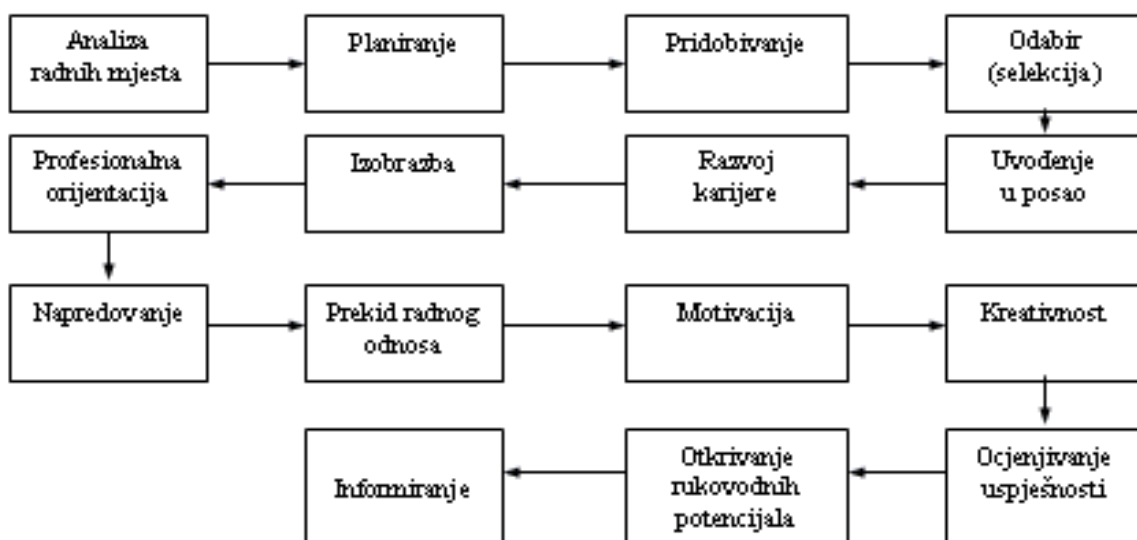 Analiza
radnih mjesta
Planiranje
Pridobivanje
Odabir
(selekcija)
Profesionalna
orijentacija
Izobrazba
Razvoj
karijere
Uvođenje
u posao
Napredovanje
Prekid radnog
odnosa
Motivacija
Kreativnost
Informiranje
Otkrivanje
rukovodnih
potencijala
Ocjenjivanje
uspješnosti